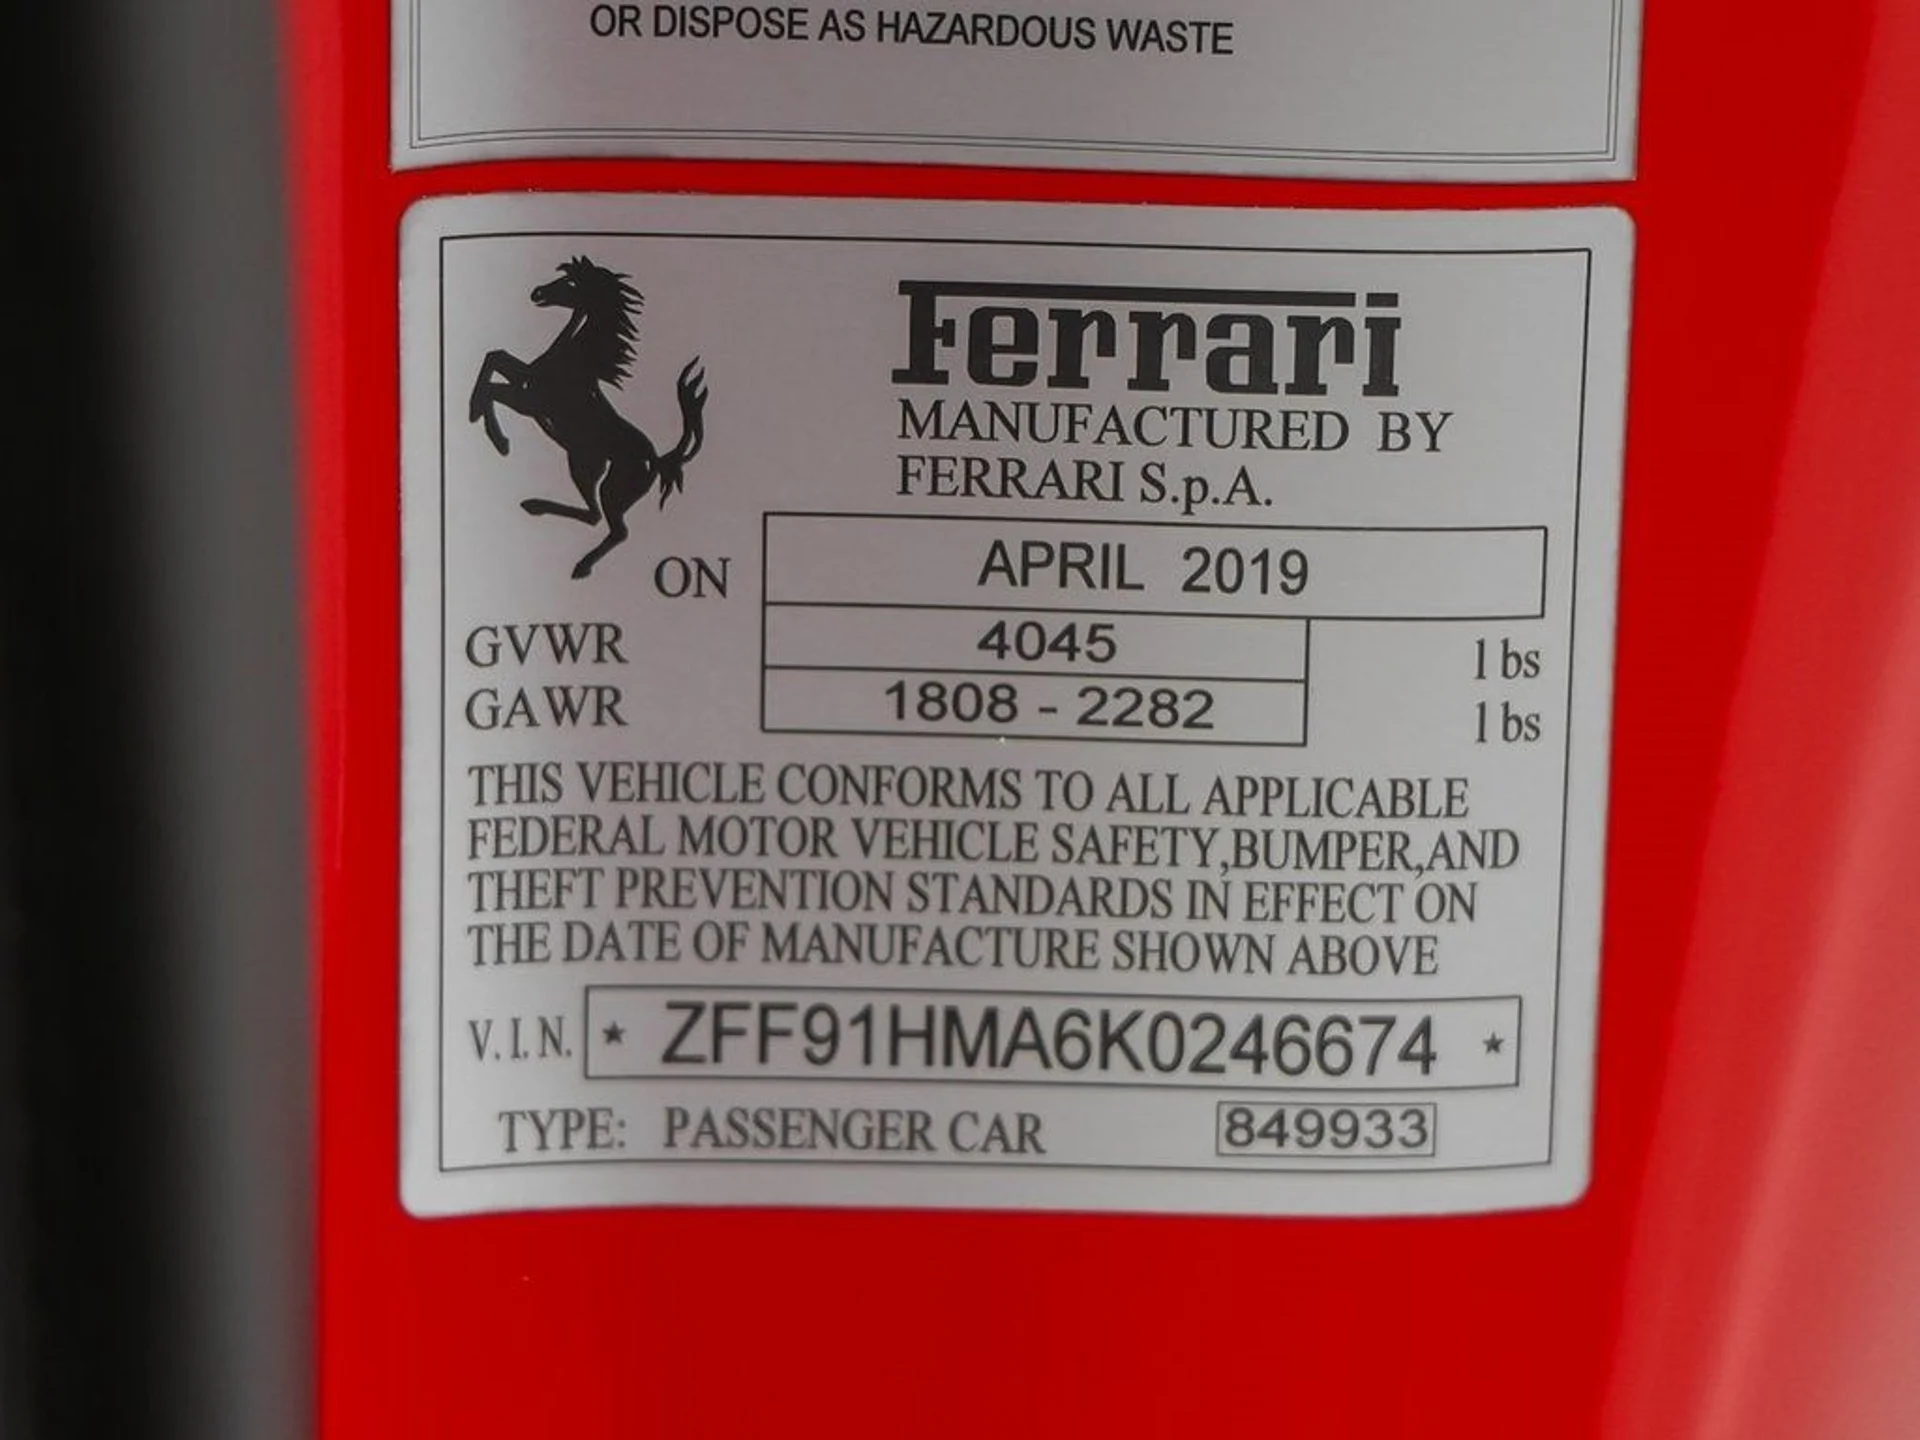 OR DISPOSE AS HAZARDOUS WASTE
Ferrari
MANUFACTURED BY
FERRARI S.p.A.
ON APRIL 2019
GVWR 4045 lbs
GAWR 1808 - 2282 lbs
THIS VEHICLE CONFORMS TO ALL APPLICABLE
FEDERAL MOTOR VEHICLE SAFETY,BUMPER,AND
THEFT PREVENTION STANDARDS IN EFFECT ON
THE DATE OF MANUFACTURE SHOWN ABOVE
V.I.N. ★ ZFF91HMA6K0246674 ★
TYPE: PASSENGER CAR 849933